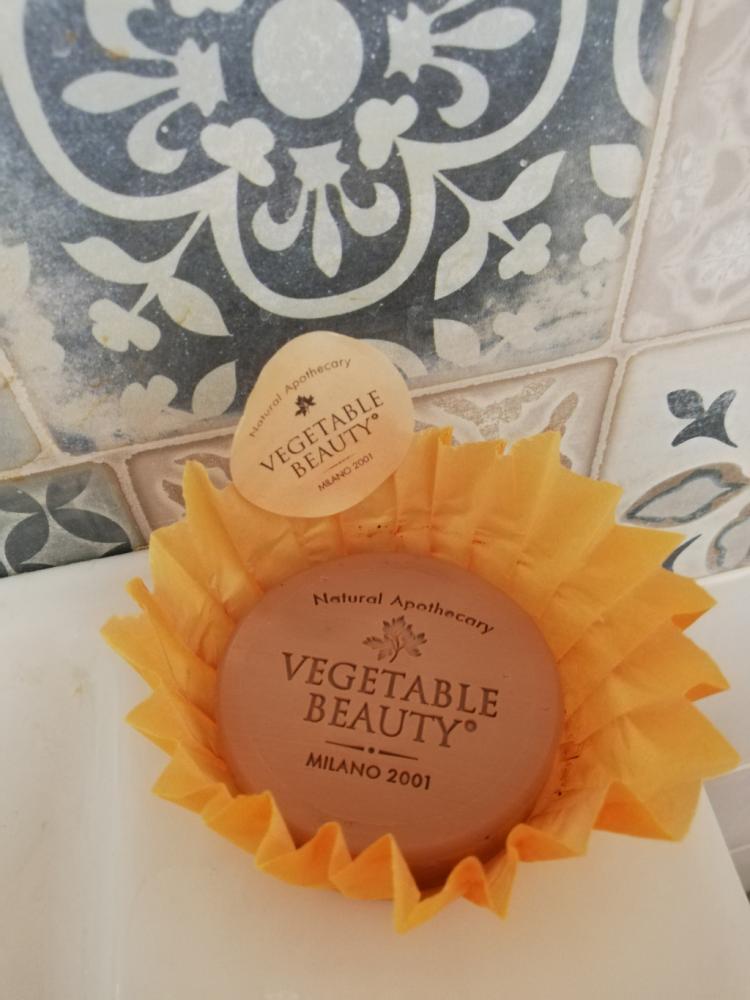 Natural Apothecary
VEGETABLE
BEAUTY®
MILANO 2001
Natural Apothecary
VEGETABLE
BEAUTY®
MILANO 2001